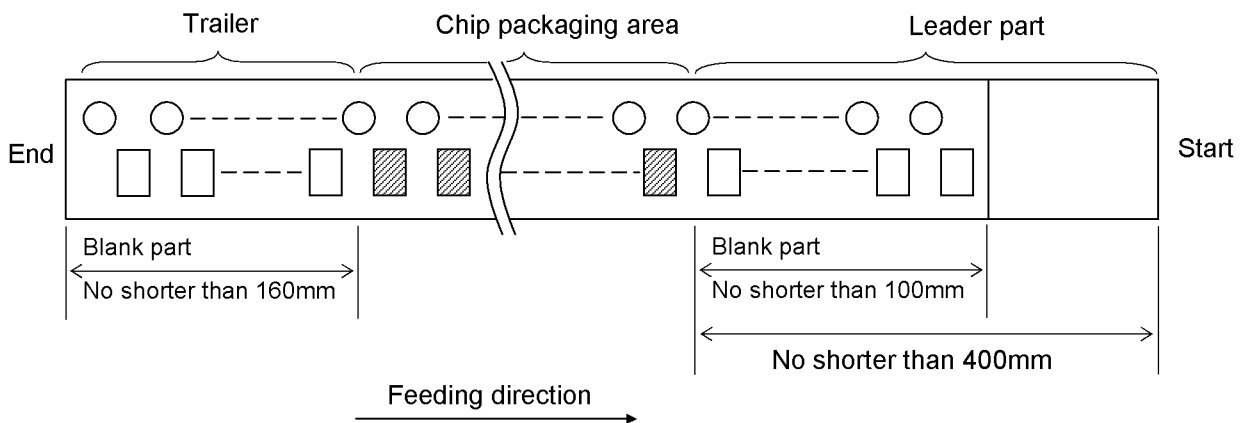 Trailer
Chip packaging area
Leader part
End
Start
Blank part
No shorter than 160mm
Blank part
No shorter than 100mm
No shorter than 400mm
Feeding direction